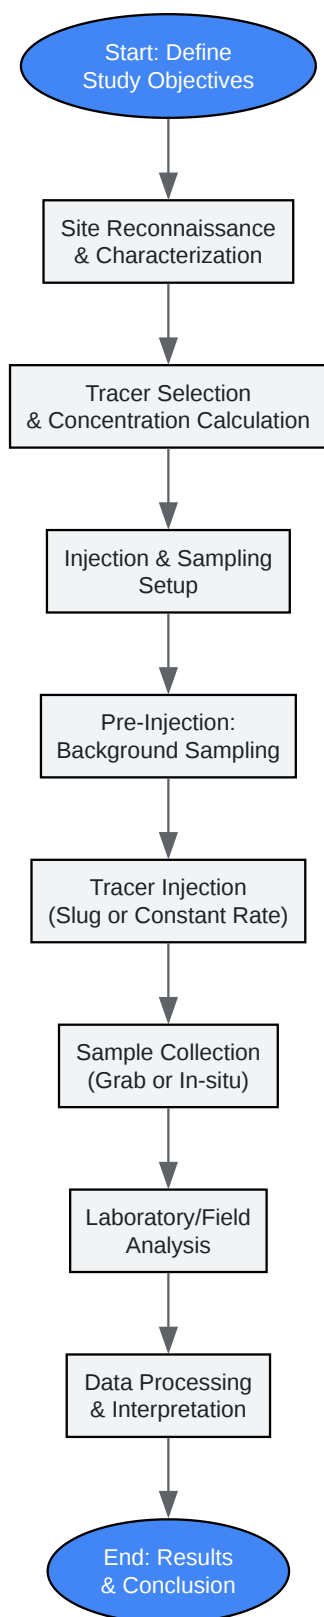 Start: Define
Study Objectives
Site Reconnaissance
& Characterization
Tracer Selection
& Concentration Calculation
Injection & Sampling
Setup
Pre-Injection:
Background Sampling
Tracer Injection
(Slug or Constant Rate)
Sample Collection
(Grab or In-situ)
Laboratory/Field
Analysis
Data Processing
& Interpretation
End: Results
& Conclusion